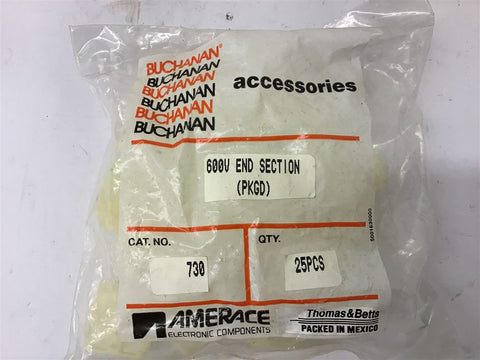 BUCHANAN®
BUCHANAN
BUCHANAN
BUCHANAN
BUCHANAN
BUCHANAN
accessories
600V END SECTION
(PKGD)
5001630000
CAT. NO.
730
QTY.
25PCS
AMERACE
ELECTRONIC COMPONENTS
Thomas&Betts
PACKED IN MEXICO